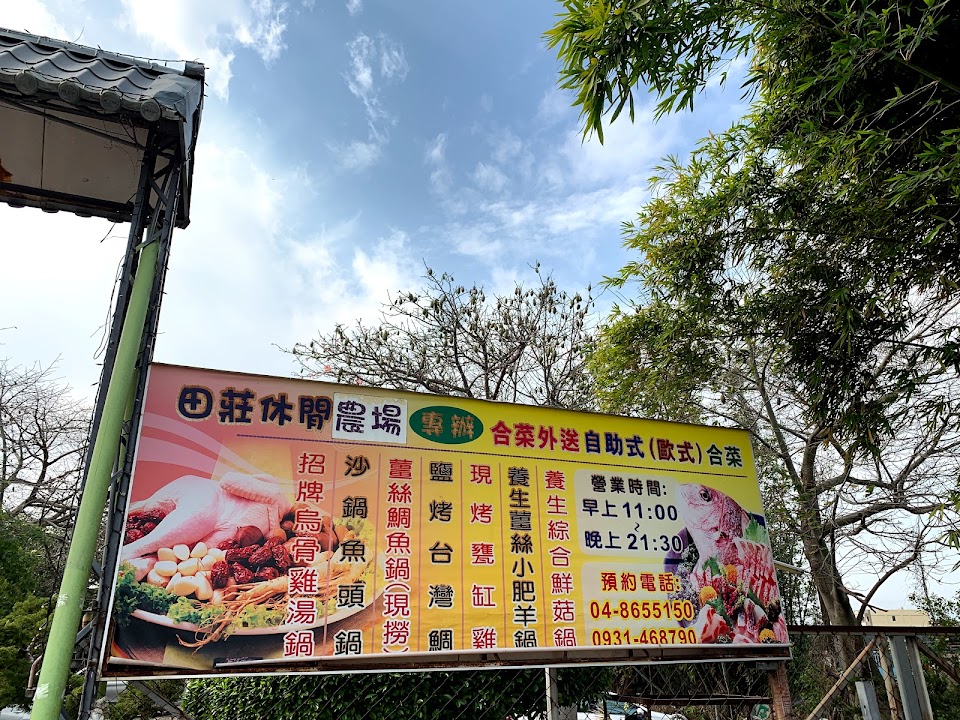 田莊休閒農場 專辦 合菜外送 自助式(歐式)合菜
招牌烏骨雞湯鍋
沙鍋魚頭鍋
薑絲鯛魚鍋(現撈)
鹽烤台灣鯛
現烤甕缸雞
養生薑絲小肥羊鍋
養生綜合鮮菇鍋
營業時間:
早上11:00
~
晚上21:30
預約電話:
04-8655150
0931-468790